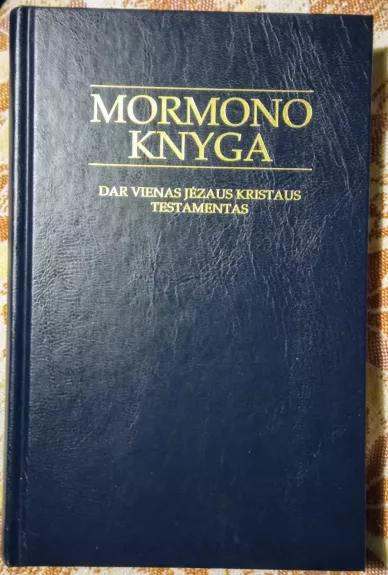 MORMONO
KNYGA
DAR VIENAS JĖZAUS KRISTAUS
TESTAMENTAS